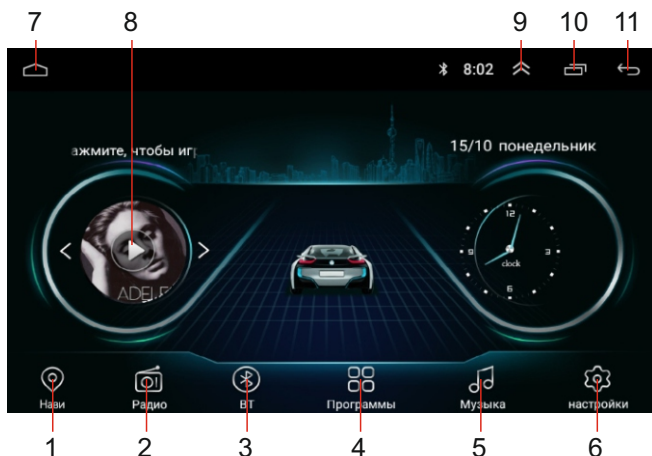 7 8 9 10 11
8:02
ажмите, чтобы игр
15/10 понедельник
12
9 3
clock
6
ADELE
Нави Радио BT Программы Музыка настройки
1 2 3 4 5 6